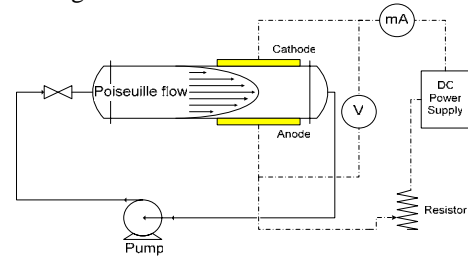 mA
Cathode
Poiseuille flow
DC
Power
Supply
V
Anode
Resistor
Pump